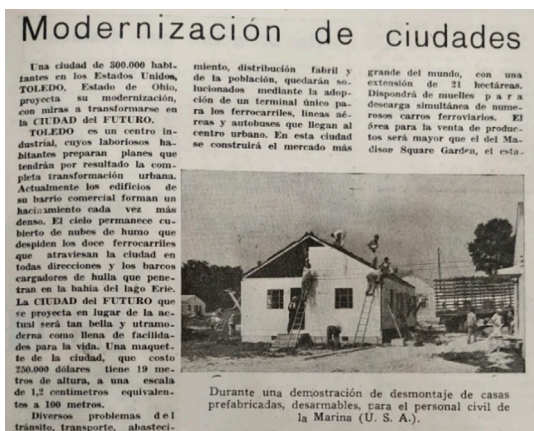 Modernización de ciudades
Una ciudad de 300.000 habi-
tantes en los Estados Unidos,
TOLEDO, Estado de Ohio,
proyecta su modernización,
con miras a transformarse en
la CIUDAD del FUTURO.
TOLEDO es un centro in-
dustrial, cuyos laboriosos ha-
bitantes preparan planes que
tendrán por resultado la com-
pleta transformación urbana.
Actualmente los edificios de
su barrio comercial forman un
hacinamiento cada vez más
denso. El cielo permanece cu-
bierto de nubes de humo que
despiden los doce ferrocarriles
que atraviesan la ciudad en
todas direcciones y los barcos
cargadores de hulla que pene-
tran en la bahía del lago Erie.
La CIUDAD del FUTURO que
se proyecta en lugar de la ac-
tual será tan bella y utramo-
derna como llena de facilida-
des para la vida. Una maque-
te de la ciudad, que costo
250.000 dólares tiene 19 me-
tros de altura, a una escala
de 1,2 centímetros equivalen-
tes a 100 metros.
Diversos problemas del
tránsito, transporte, abasteci-
miento, distribución fabril y
de la población, quedarán so-
lucionados mediante la adop-
ción de un terminal único pa-
ra los ferrocarriles, líneas aé-
reas y autobuses que llegan al
centro urbano. En esta ciudad
se construirá el mercado más
grande del mundo, con una
extensión de 21 hectáreas.
Dispondrá de muelles para
descarga simultánea de nume-
rosos carros ferroviarios. El
área para la venta de produc-
tos será mayor que el del Ma-
disor Square Garden, el esta-
Durante una demostración de desmontaje de casas
prefabricadas, desarmables, para el personal civil de
la Marina (U. S. A.).